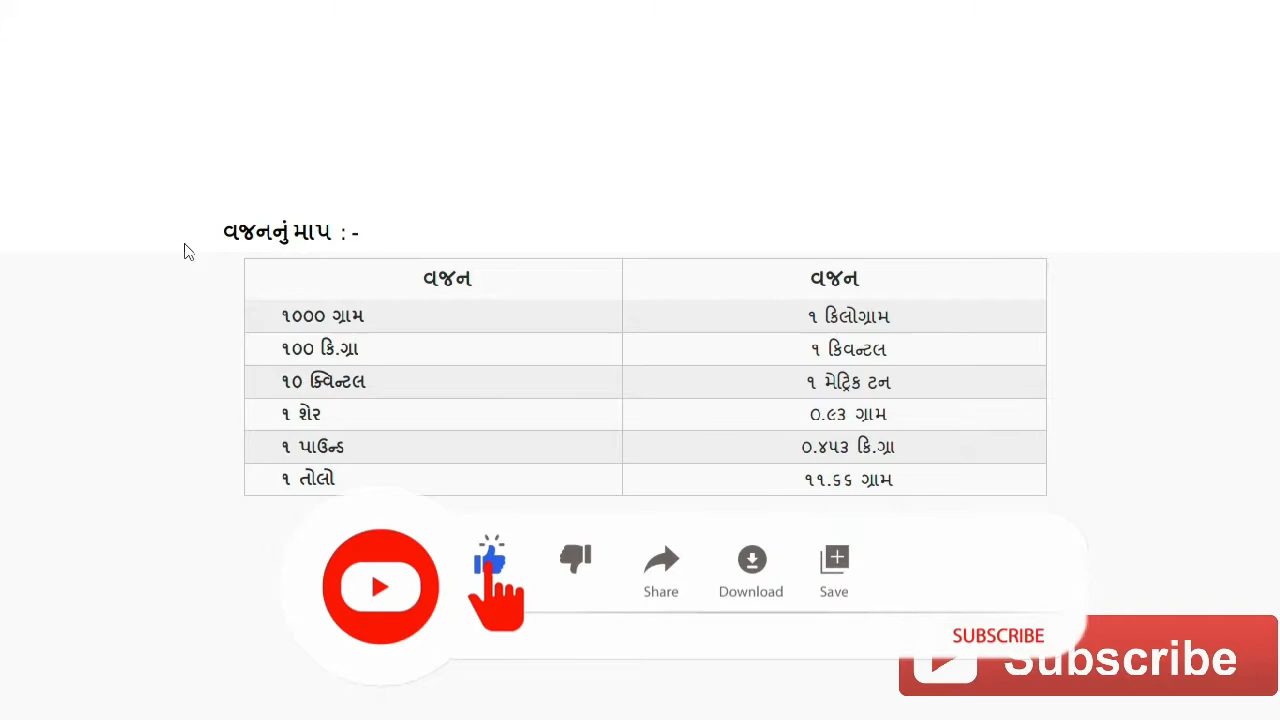 વજનનું માપ : -
વજન વજન
૧૦૦૦ ગ્રામ ૧ કિલોગ્રામ
૧૦૦ કિ.ગ્રા ૧ કિવન્ટલ
૧૦ ક્વિન્ટલ ૧ મેટ્રિક ટન
૧ શેર ૦.૯૩ ગ્રામ
૧ પાઉન્ડ ૦.૪૫૩ કિ.ગ્રા
૧ તોલો ૧૧.૬૬ ગ્રામ
Share Download Save
SUBSCRIBE
Subscribe